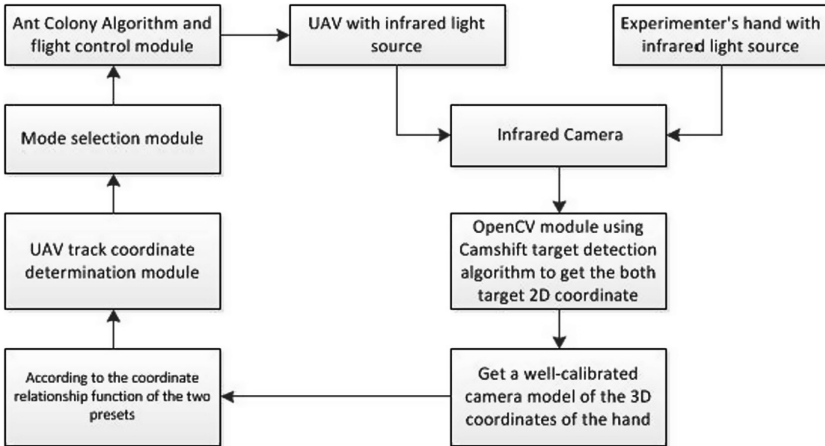 Ant Colony Algorithm and
flight control module
UAV with infrared light
source
Experimenter's hand with
infrared light source
Mode selection module
Infrared Camera
UAV track coordinate
determination module
OpenCV module using
Camshift target detection
algorithm to get the both
target 2D coordinate
According to the coordinate
relationship function of the two
presets
Get a well-calibrated
camera model of the 3D
coordinates of the hand